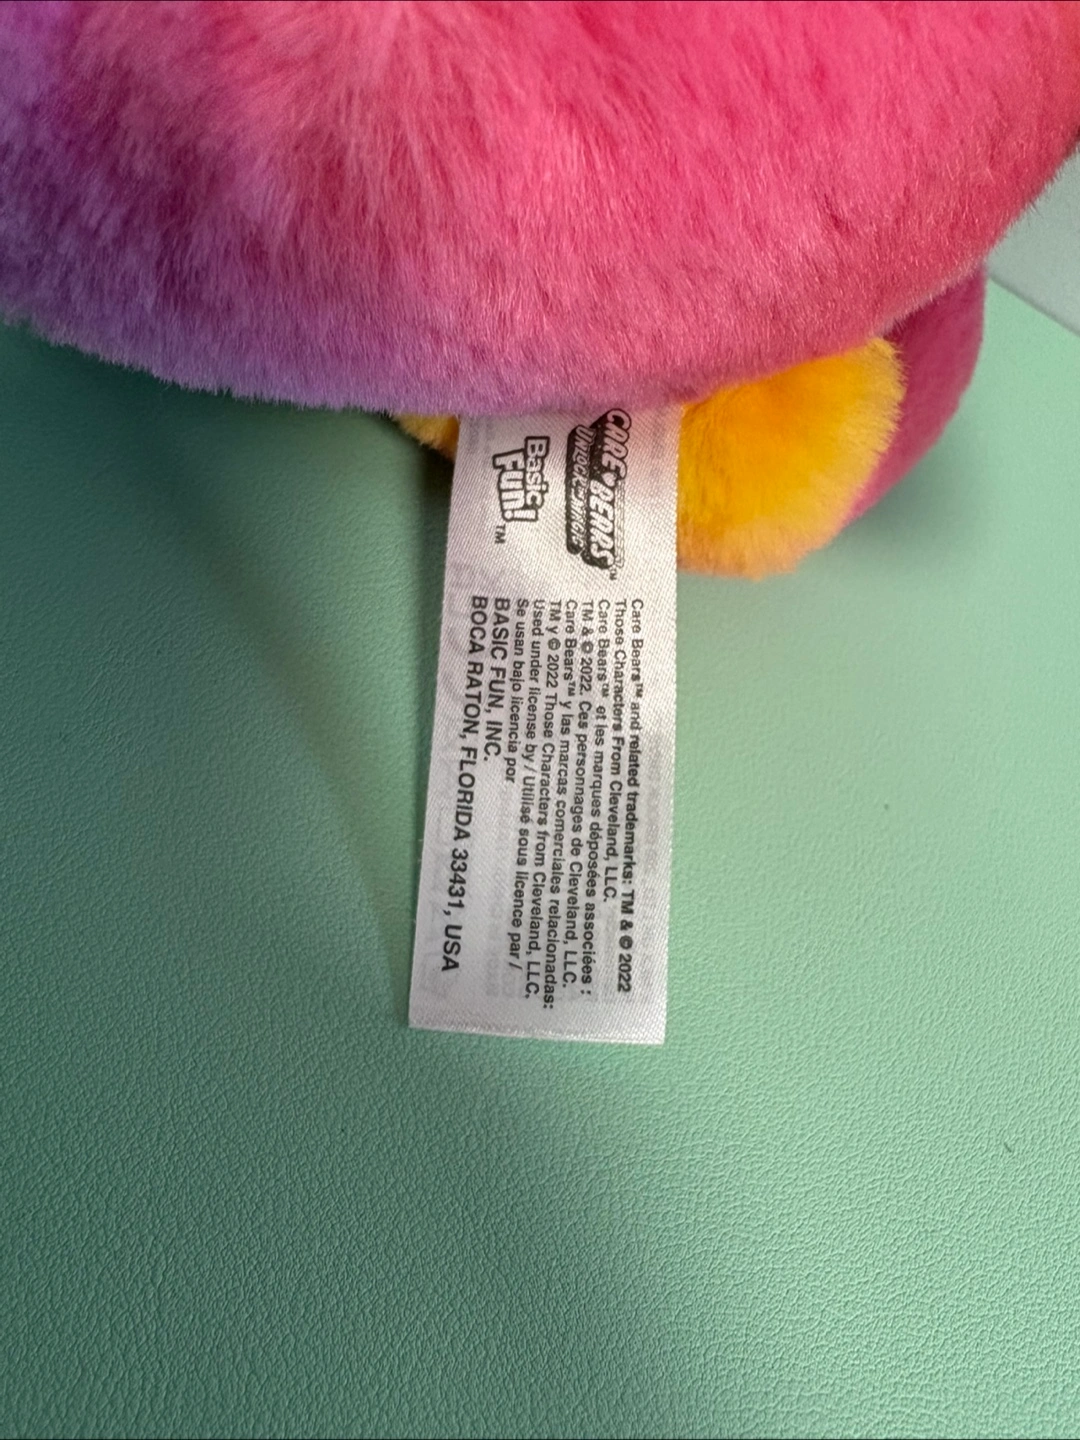 CARE BEARS™
UNLOCK THE MAGIC™
Basic
Fun!™
Care Bears™ and related trademarks: TM & © 2022
Those Characters From Cleveland, LLC.
Care Bears™ et les marques déposées associées :
TM & © 2022. Ces personnages de Cleveland, LLC.
Care Bears™ y las marcas comerciales relacionadas:
TM y © 2022 Those Characters from Cleveland, LLC.
Used under license by / Utilisé sous licence par /
Se usan bajo licencia por
BASIC FUN, INC.
BOCA RATON, FLORIDA 33431, USA